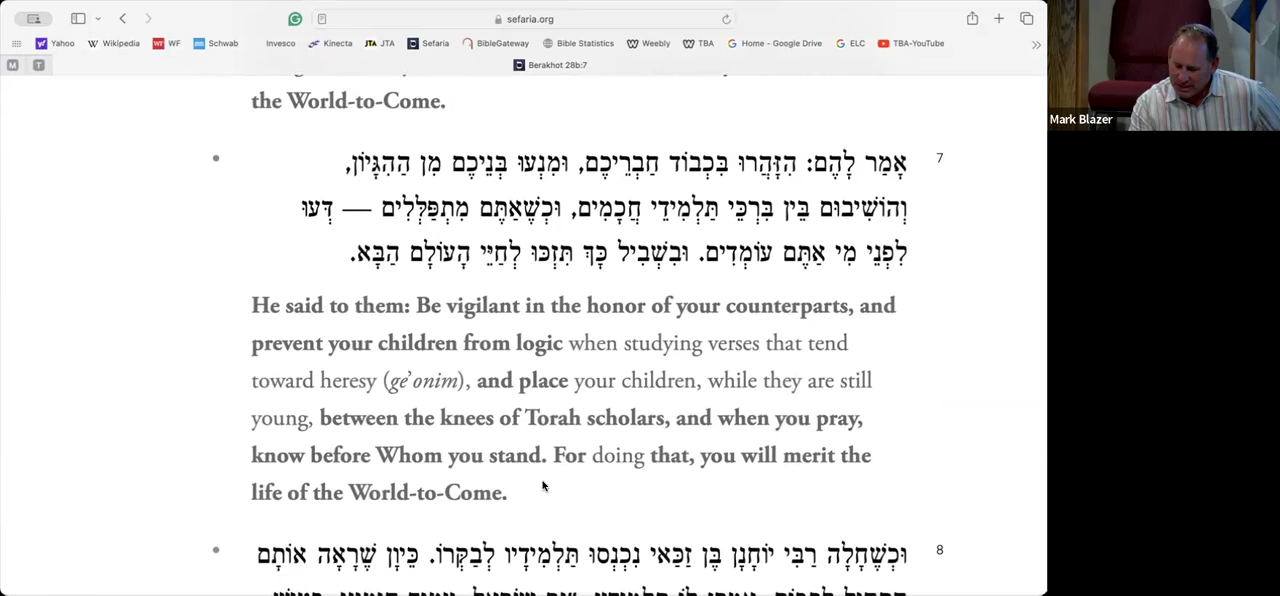 sefaria.org
Yahoo Wikipedia WF Schwab Invesco Kinecta JTA JTA Sefaria BibleGateway Bible Statistics Weebly TBA Home - Google Drive ELC TBA-YouTube
M T Berakhot 28b:7
the World-to-Come.
Mark Blazer
7
אָמַר לָהֶם: הִזָּהֲרוּ בִּכְבוֹד חַבְרֵיכֶם, וּמִנְעוּ בְּנֵיכֶם מִן הַהִגָּיוֹן,
וְהוֹשִׁיבוּם בֵּין בִּרְכֵּי תַּלְמִידֵי חֲכָמִים, וּכְשֶׁאַתֶּם מִתְפַּלְּלִים — דְּעוּ
לִפְנֵי מִי אַתֶּם עוֹמְדִים. וּבִשְׁבִיל כָּךְ תִּזְכּוּ לְחַיֵּי הָעוֹלָם הַבָּא.
He said to them: Be vigilant in the honor of your counterparts, and
prevent your children from logic when studying verses that tend
toward heresy (ge’onim), and place your children, while they are still
young, between the knees of Torah scholars, and when you pray,
know before Whom you stand. For doing that, you will merit the
life of the World-to-Come.
8
וּכְשֶׁחָלָה רַבִּי יוֹחָנָן בֶּן זַכַּאי נִכְנְסוּ תַּלְמִידָיו לְבַקְּרוֹ. כֵּיוָן שֶׁרָאָה אוֹתָם